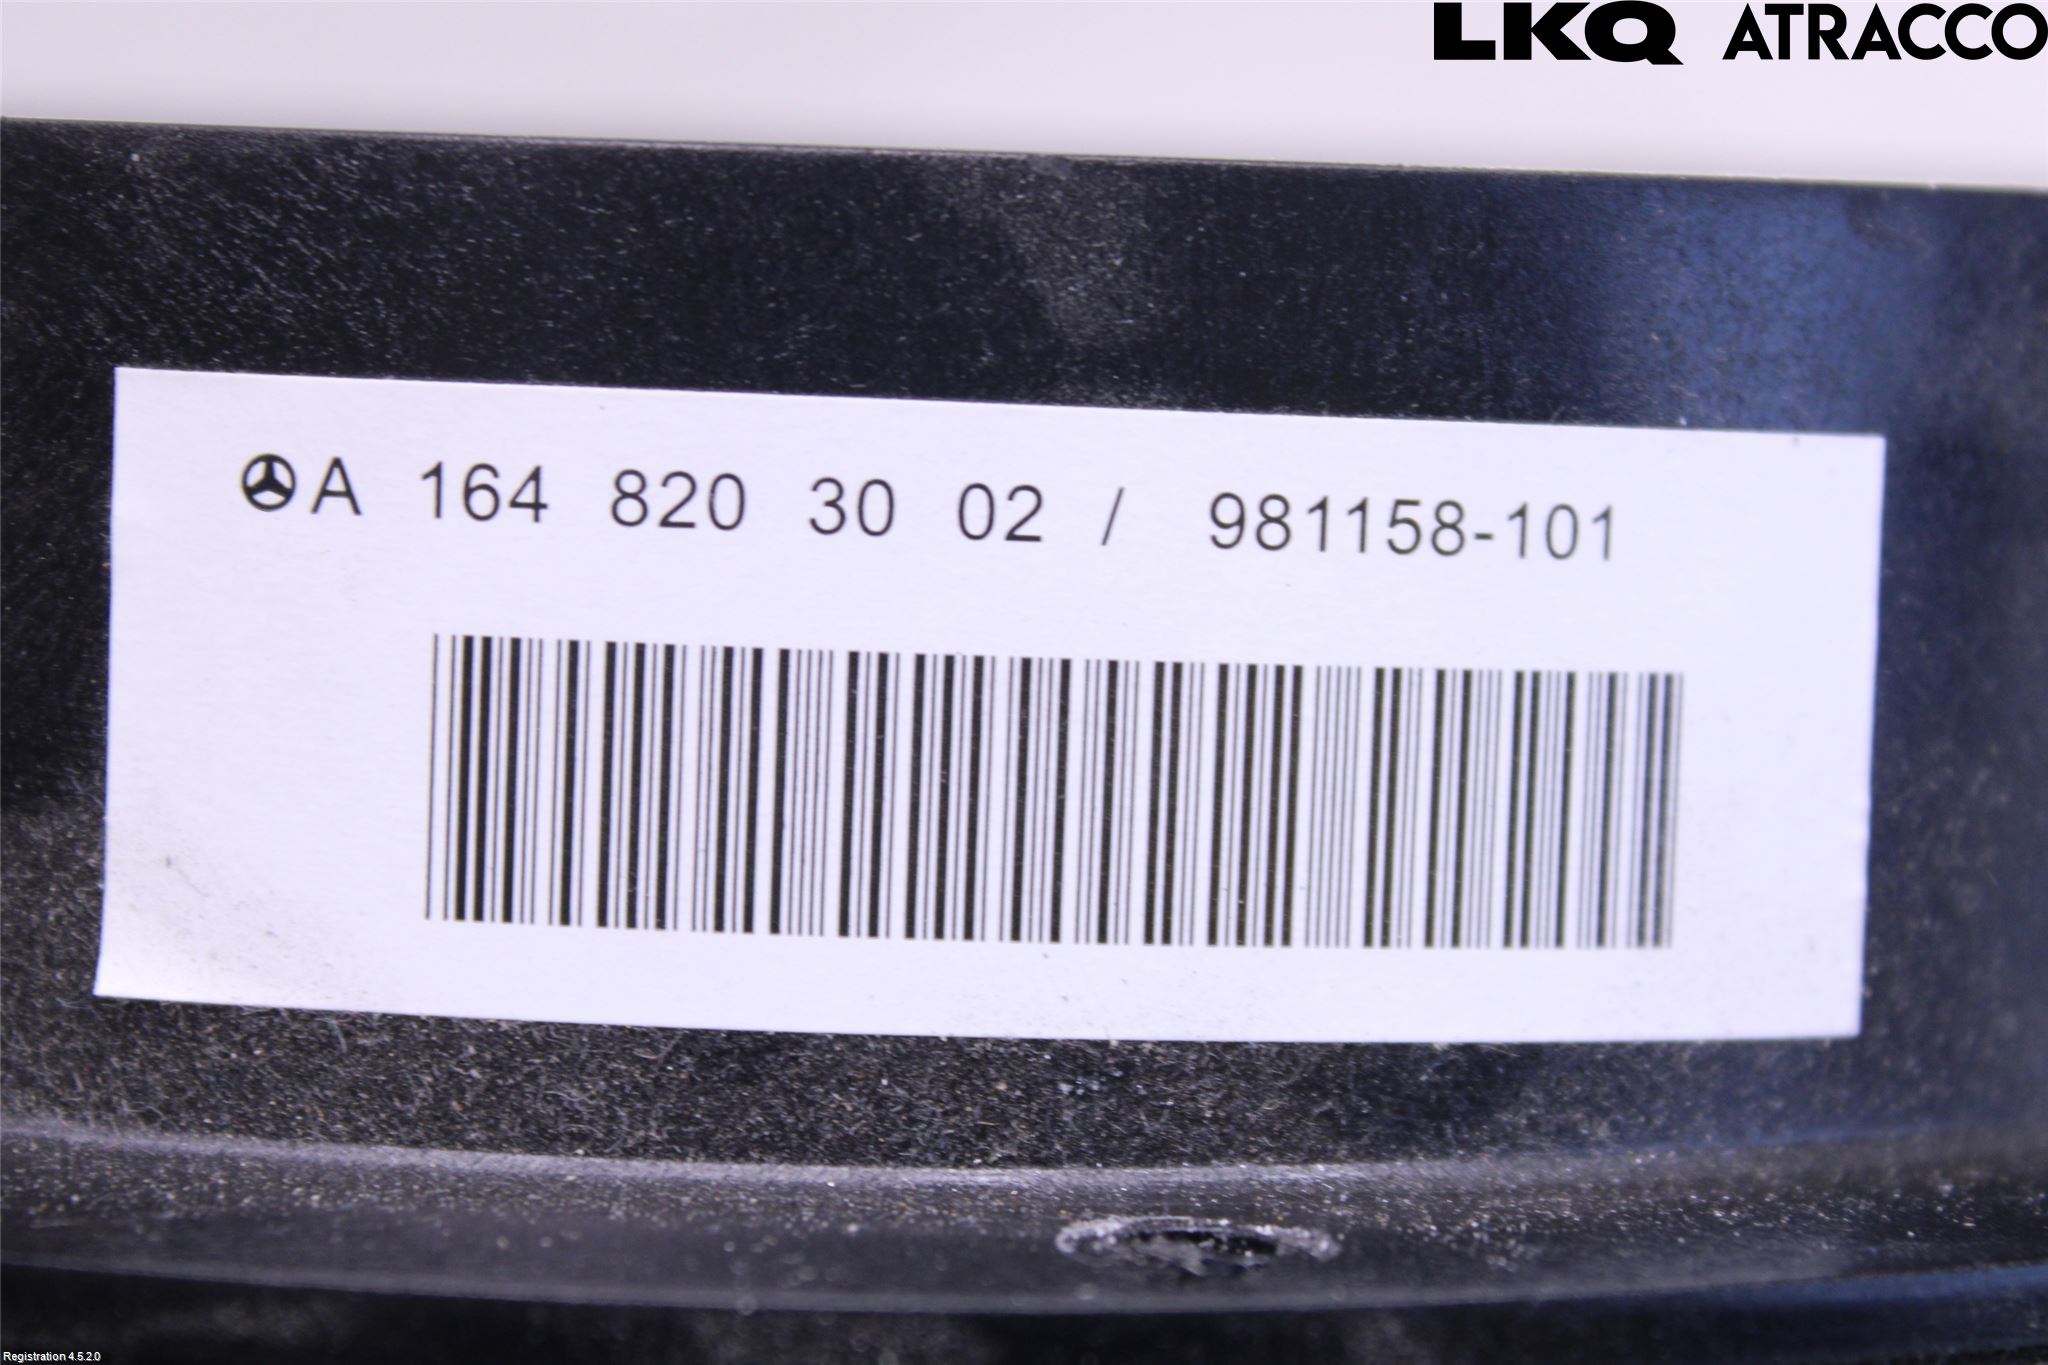 LKQ ATRACCO
A 164 820 30 02 / 981158-101
Registration 4.5.2.0